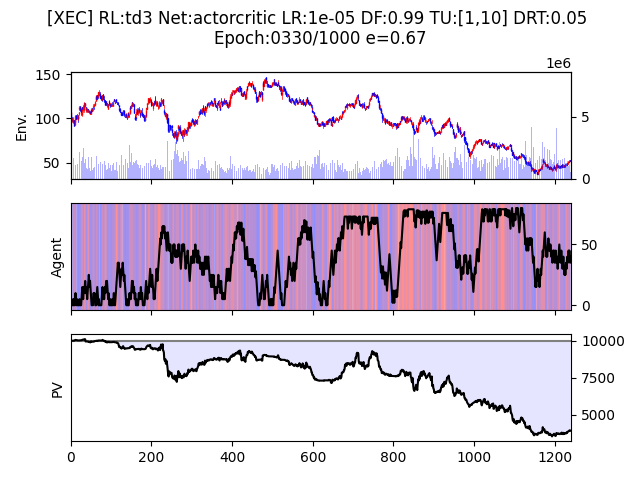 [XEC] RL:td3 Net:actorcritic LR:1e-05 DF:0.99 TU:[1,10] DRT:0.05
Epoch:0330/1000 e=0.67
1e6
150
100
50
Env.
5
0
Agent
50
0
PV
10000
7500
5000
0 200 400 600 800 1000 1200